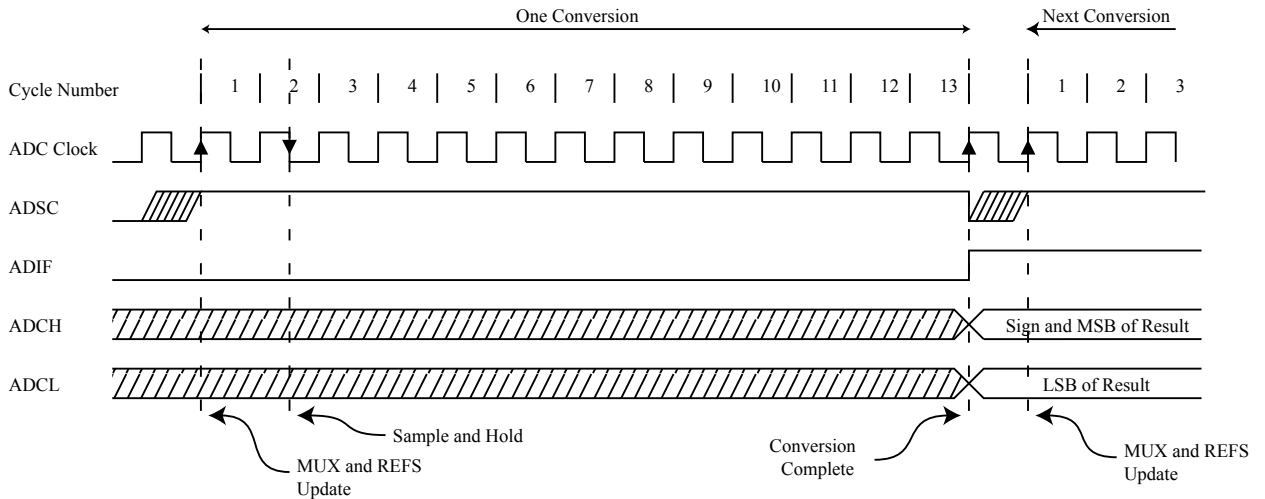 One Conversion
Next Conversion
Cycle Number
1 2 3 4 5 6 7 8 9 10 11 12 13 1 2 3
ADC Clock
ADSC
ADIF
ADCH
Sign and MSB of Result
ADCL
LSB of Result
Sample and Hold
MUX and REFS
Update
Conversion
Complete
MUX and REFS
Update